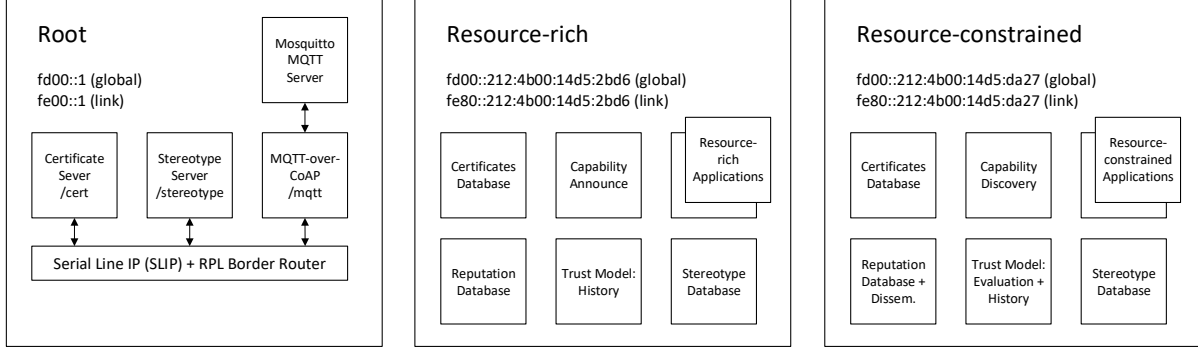 Root
fd00::1 (global)
fe00::1 (link)
Mosquitto
MQTT
Server
Certificate
Sever
/cert
Stereotype
Server
/stereotype
MQTT-over-
CoAP
/mqtt
Serial Line IP (SLIP) + RPL Border Router
Resource-rich
fd00::212:4b00:14d5:2bd6 (global)
fe80::212:4b00:14d5:2bd6 (link)
Certificates
Database
Capability
Announce
Resource-
rich
Applications
Reputation
Database
Trust Model:
History
Stereotype
Database
Resource-constrained
fd00::212:4b00:14d5:da27 (global)
fe80::212:4b00:14d5:da27 (link)
Certificates
Database
Capability
Discovery
Resource-
constrained
Applications
Reputation
Database +
Dissem.
Trust Model:
Evaluation +
History
Stereotype
Database